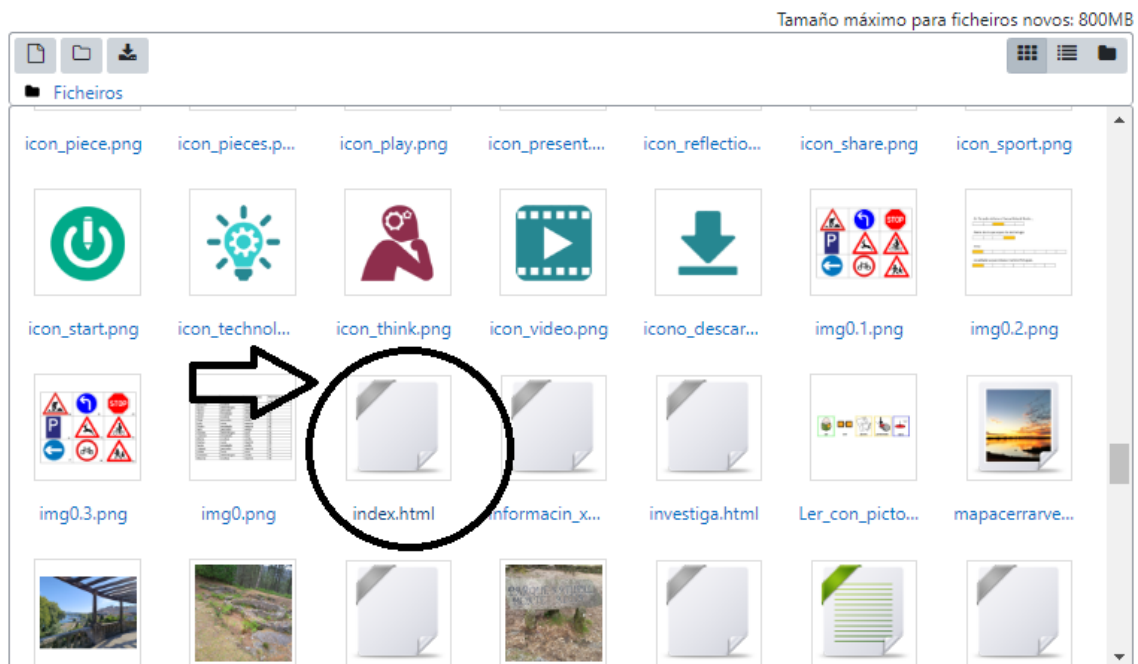 Tamaño máximo para ficheiros novos: 800MB
Ficheiros
icon_piece.png icon_pieces.p... icon_play.png icon_present.... icon_reflectio... icon_share.png icon_sport.png
icon_start.png icon_technol... icon_think.png icon_video.png icono_descar... img0.1.png img0.2.png
img0.3.png img0.png index.html informacin_x... investiga.html Ler_con_picto... mapacerrarve...